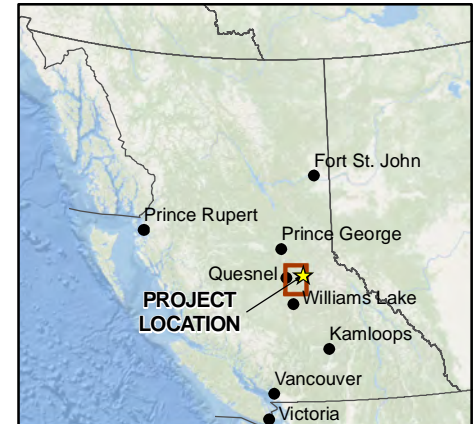 Fort St. John
Prince Rupert
Prince George
Quesnel
PROJECT
LOCATION
Williams Lake
Kamloops
Vancouver
Victoria